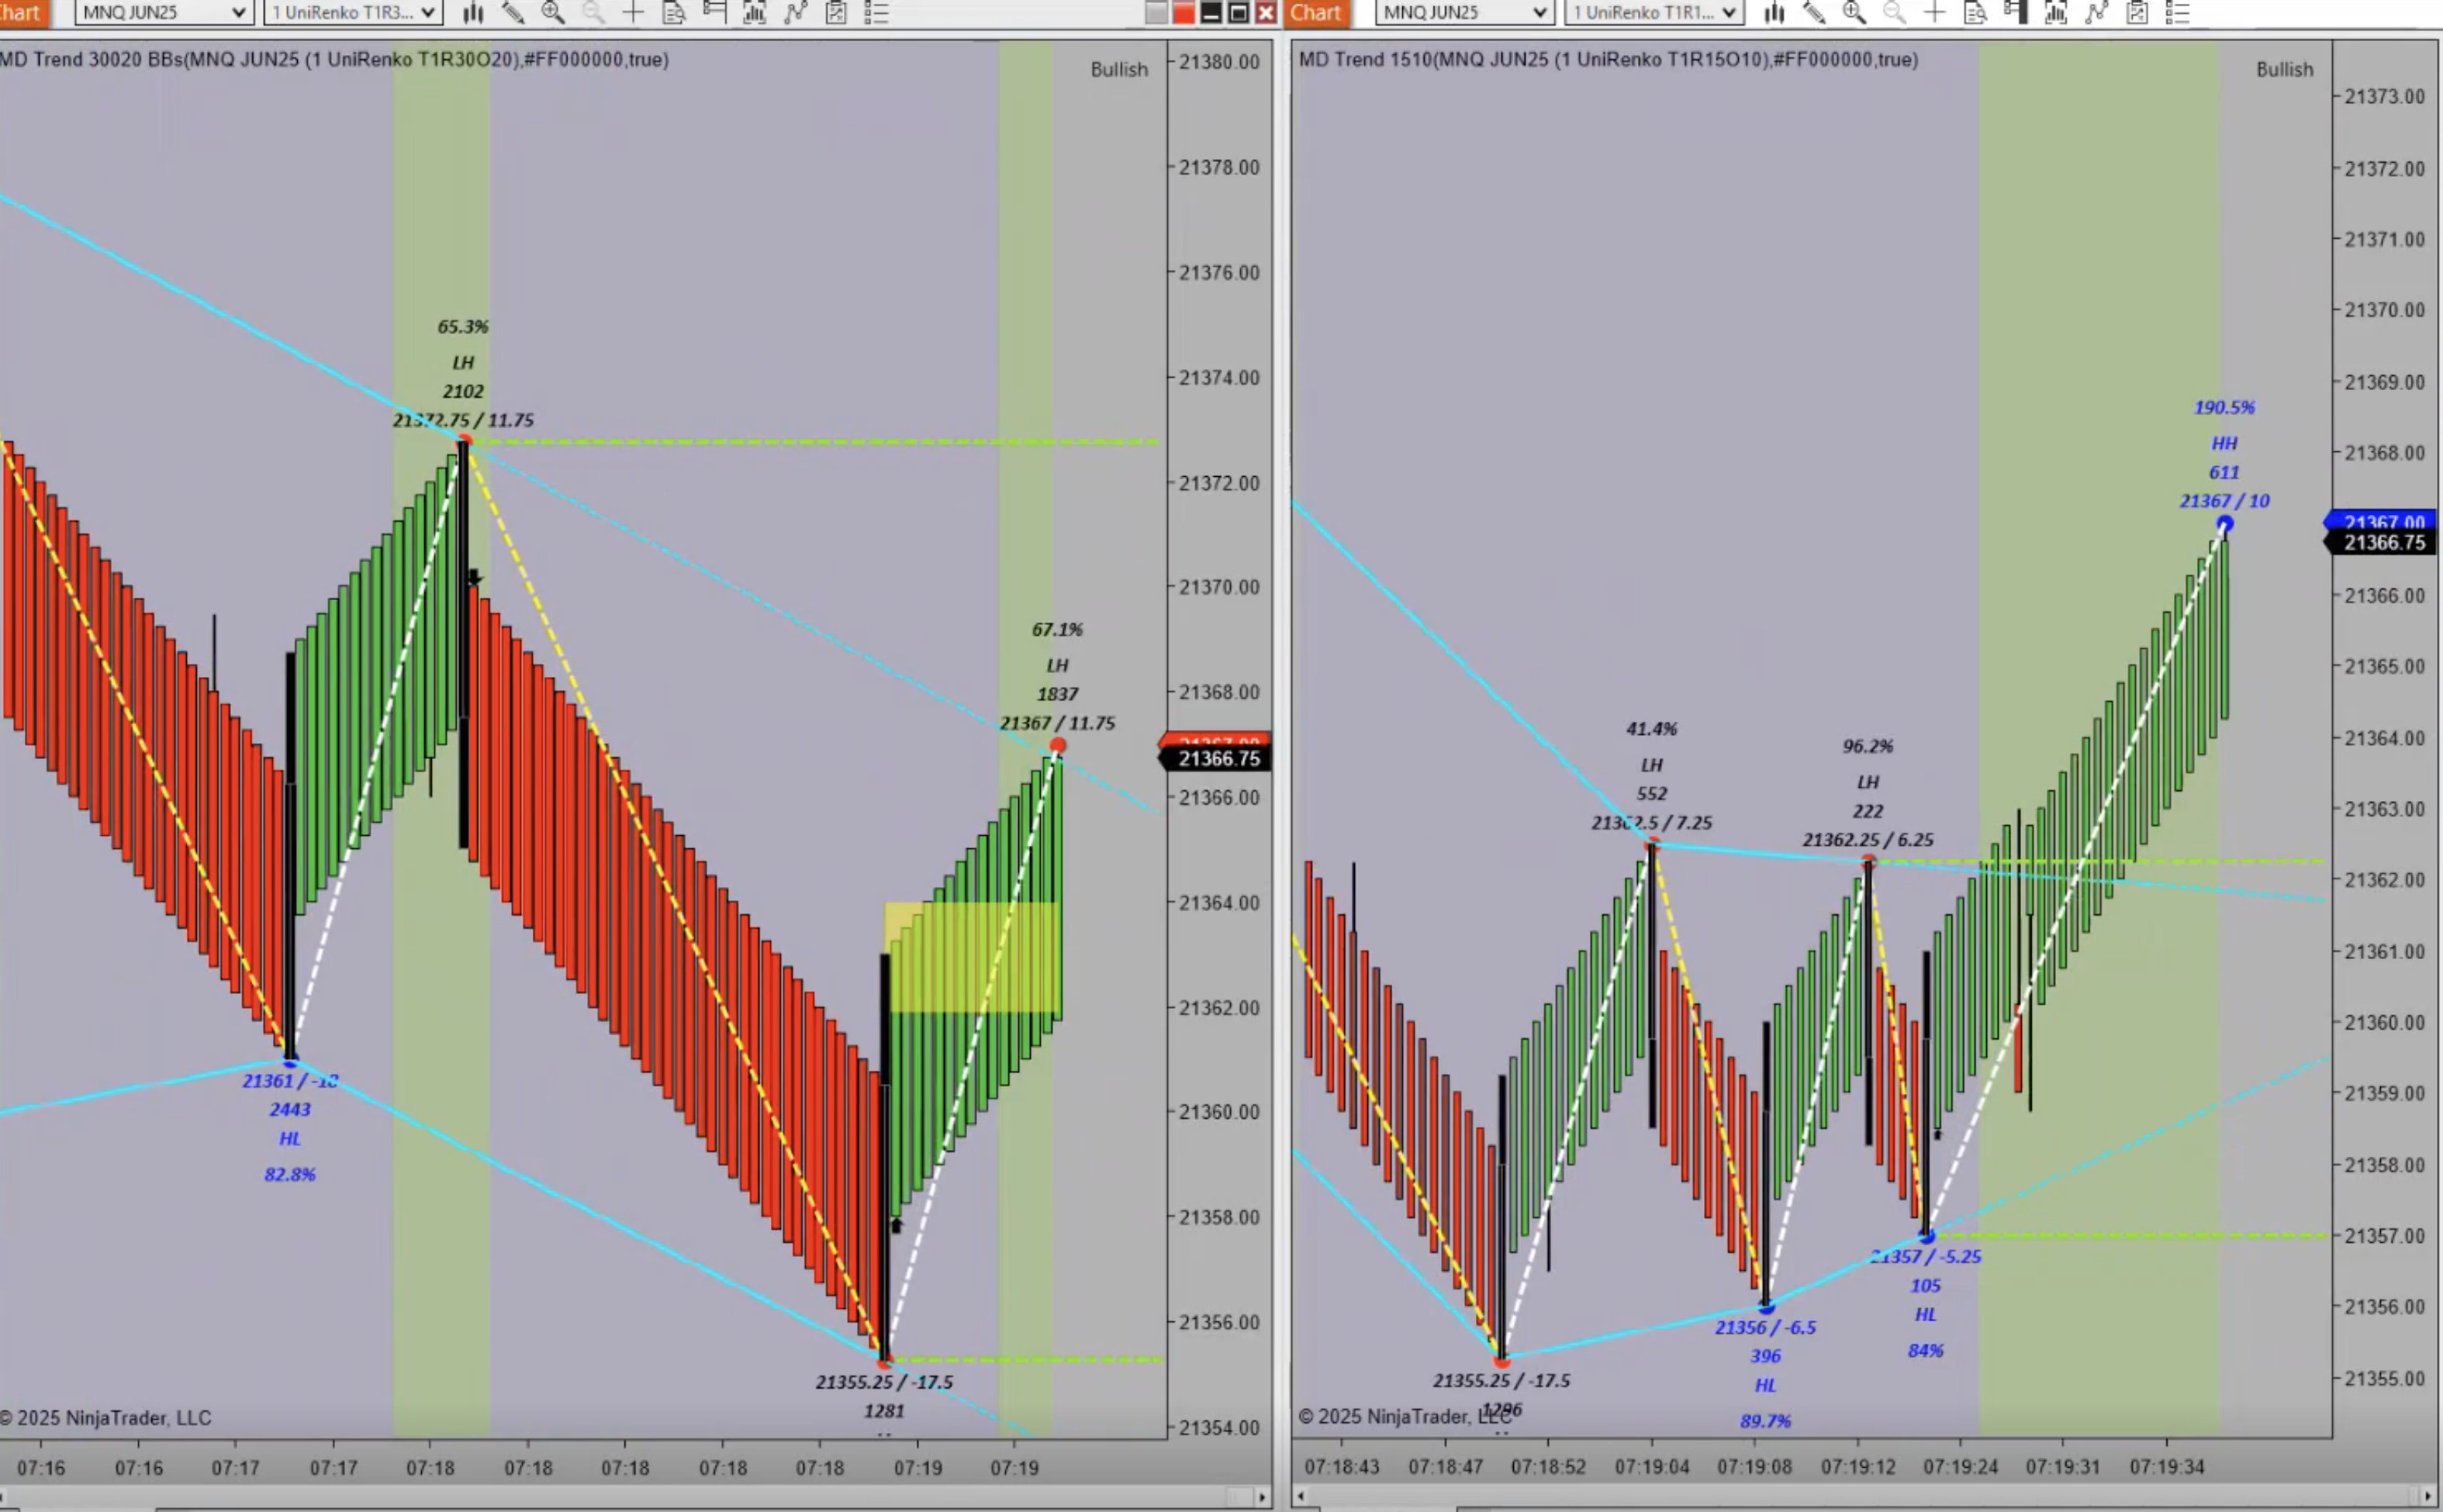 Chart
MNQ JUN25
1 UniRenko T1R3...
MD Trend 30020 BBs(MNQ JUN25 (1 UniRenko T1R30O20),#FF000000,true)
Bullish
21380.00
21378.00
21376.00
21374.00
21372.00
21370.00
21368.00
21367.00
21366.75
21366.00
21364.00
21362.00
21360.00
21358.00
21356.00
21354.00
65.3%
LH
2102
21372.75 / 11.75
67.1%
LH
1837
21367 / 11.75
21361 / -18
2443
HL
82.8%
21355.25 / -17.5
1281
© 2025 NinjaTrader, LLC
07:16
07:16
07:17
07:17
07:18
07:18
07:18
07:18
07:18
07:19
07:19
Chart
MNQ JUN25
1 UniRenko T1R1...
MD Trend 1510(MNQ JUN25 (1 UniRenko T1R15O10),#FF000000,true)
Bullish
21373.00
21372.00
21371.00
21370.00
21369.00
21368.00
21367.00
21366.75
21366.00
21365.00
21364.00
21363.00
21362.00
21361.00
21360.00
21359.00
21358.00
21357.00
21356.00
21355.00
190.5%
HH
611
21367 / 10
41.4%
LH
552
21362.5 / 7.25
96.2%
LH
222
21362.25 / 6.25
21357 / -5.25
105
HL
84%
21356 / -6.5
396
HL
89.7%
21355.25 / -17.5
1296
© 2025 NinjaTrader, LLC
07:18:43
07:18:47
07:18:52
07:19:04
07:19:08
07:19:12
07:19:24
07:19:31
07:19:34